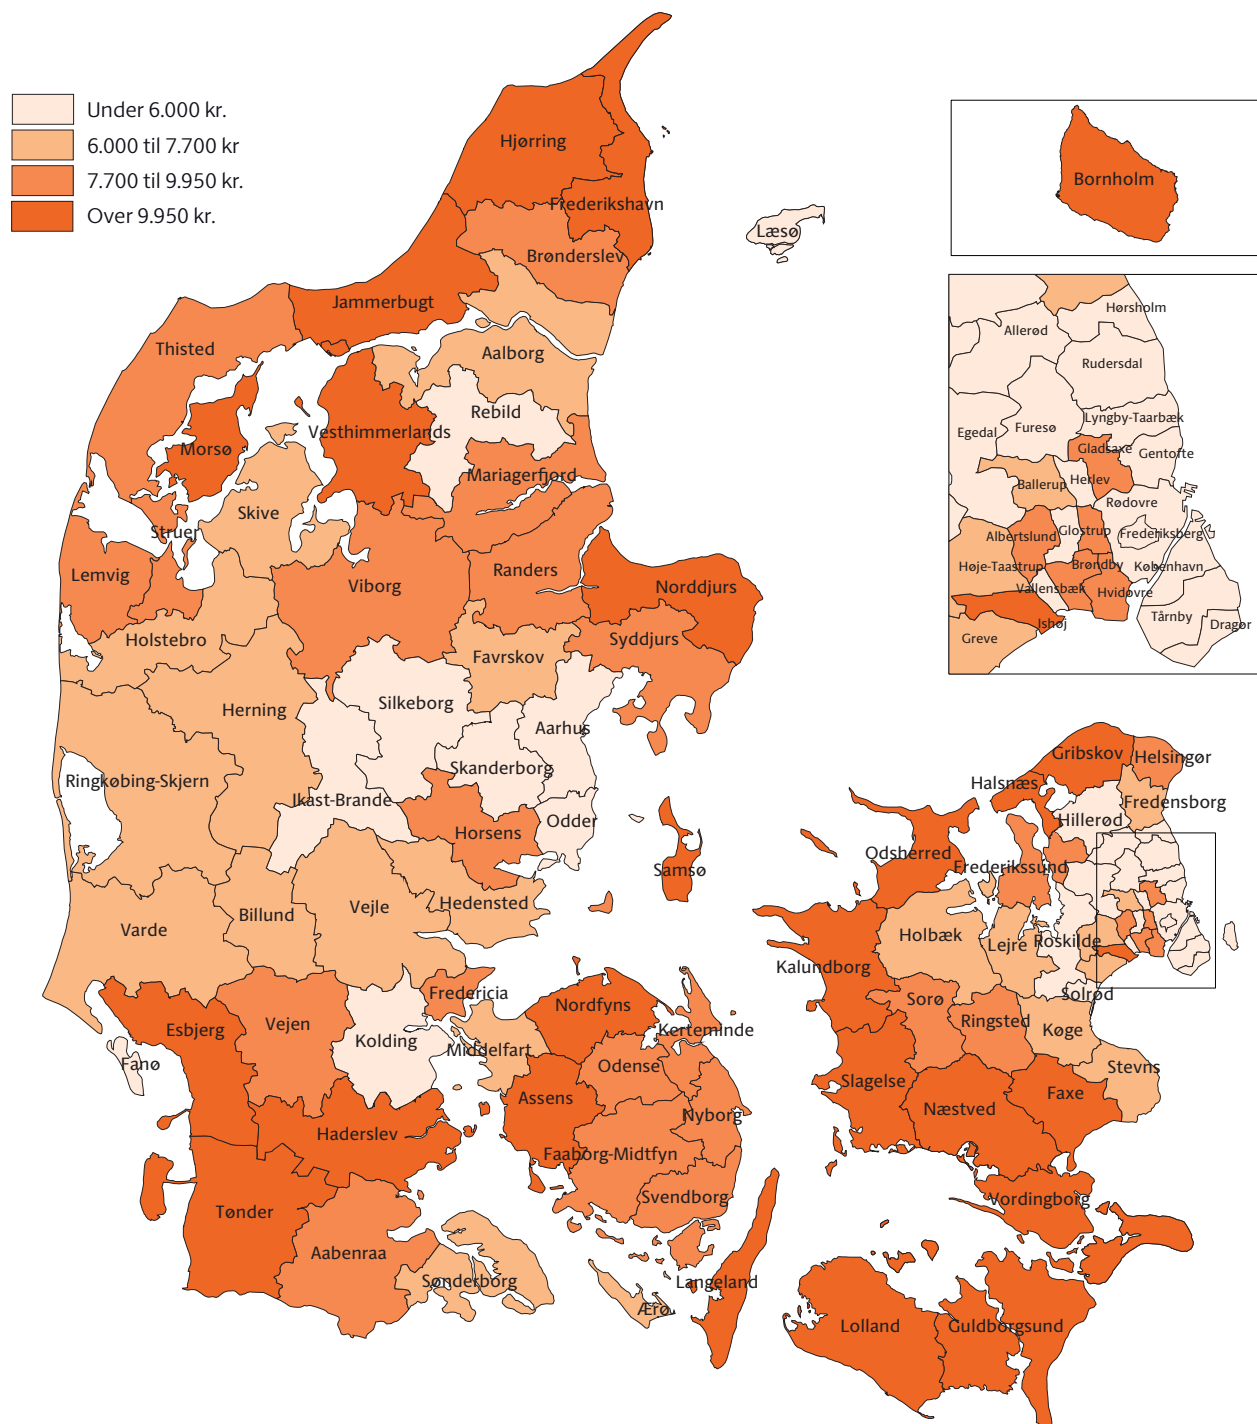 Under 6.000 kr.
6.000 til 7.700 kr
7.700 til 9.950 kr.
Over 9.950 kr.
Hjørring
Frederikshavn
Brønderslev
Læsø
Jammerbugt
Thisted
Aalborg
Rebild
Vesthimmerlands
Morsø
Mariagerfjord
Skive
Struer
Lemvig
Viborg
Randers
Norddjurs
Holstebro
Syddjurs
Favrskov
Silkeborg
Herning
Aarhus
Skanderborg
Ringkøbing-Skjern
Ikast-Brande
Odder
Horsens
Samsø
Hedensted
Vejle
Billund
Varde
Fredericia
Nordfyns
Esbjerg
Vejen
Kolding
Kerteminde
Middelfart
Fanø
Odense
Assens
Nyborg
Haderslev
Faaborg-Midtfyn
Svendborg
Tønder
Aabenraa
Sønderborg
Langeland
Ærø
Bornholm
Hørsholm
Allerød
Rudersdal
Lyngby-Taarbæk
Furesø
Egedal
Gladsaxe
Gentofte
Ballerup
Herlev
Rødovre
Glostrup
Frederiksberg
Albertslund
Brøndby
København
Høje-Taastrup
Vallensbæk
Hvidovre
Tårnby
Ishøj
Dragør
Greve
Gribskov
Helsingør
Halsnæs
Fredensborg
Hillerød
Odsherred
Frederikssund
Holbæk
Lejre
Roskilde
Kalundborg
Solrød
Sorø
Ringsted
Køge
Stevns
Slagelse
Næstved
Faxe
Vordingborg
Lolland
Guldborgsund